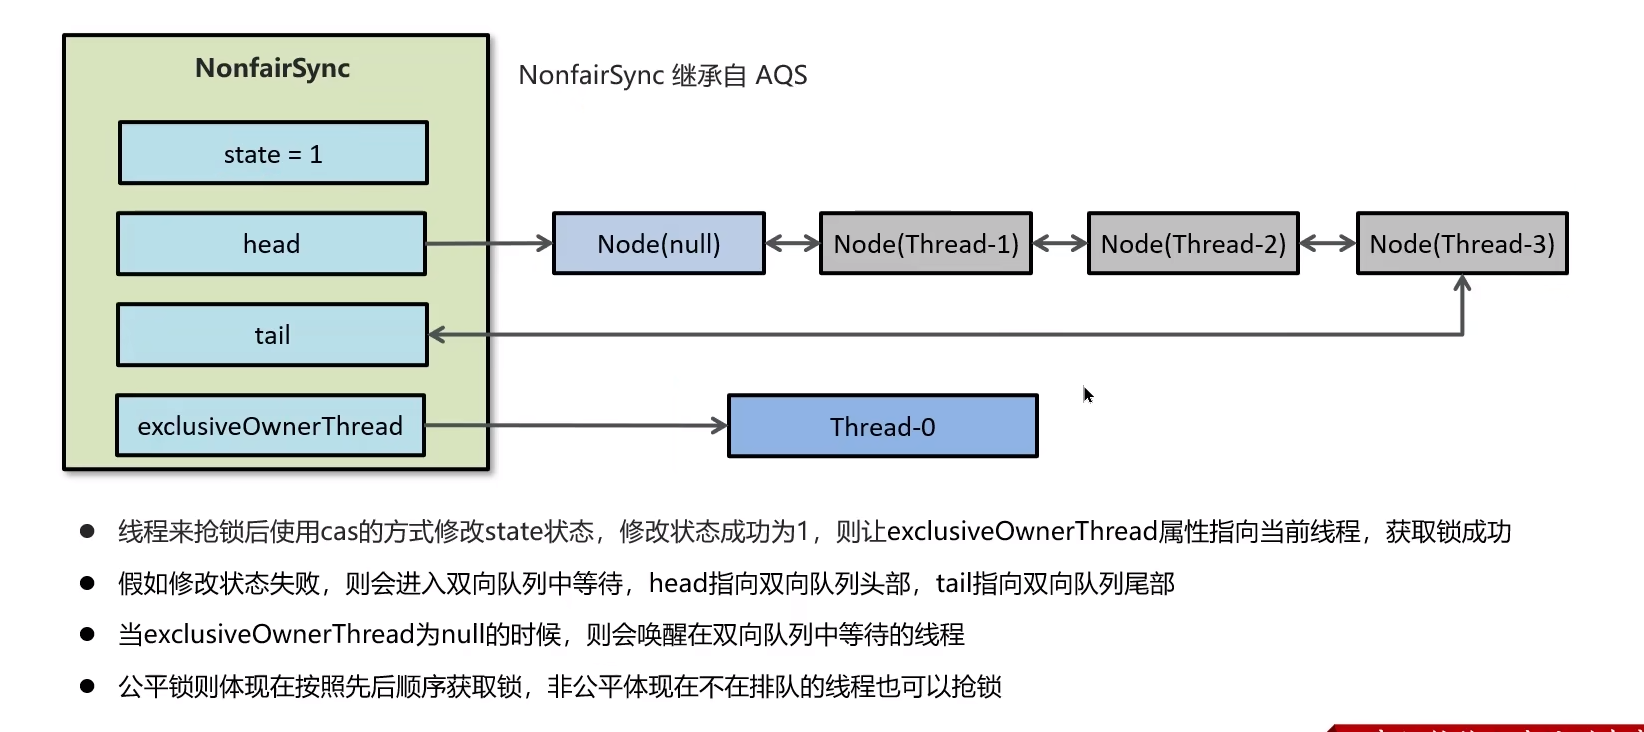 NonfairSync
NonfairSync 继承自 AQS
state = 1
head
Node(null)
Node(Thread-1)
Node(Thread-2)
Node(Thread-3)
tail
exclusiveOwnerThread
Thread-0
线程来抢锁后使用cas的方式修改state状态，修改状态成功为1，则让exclusiveOwnerThread属性指向当前线程，获取锁成功
假如修改状态失败，则会进入双向队列中等待，head指向双向队列头部，tail指向双向队列尾部
当exclusiveOwnerThread为null的时候，则会唤醒在双向队列中等待的线程
公平锁则体现在按照先后顺序获取锁，非公平体现在不在排队的线程也可以抢锁